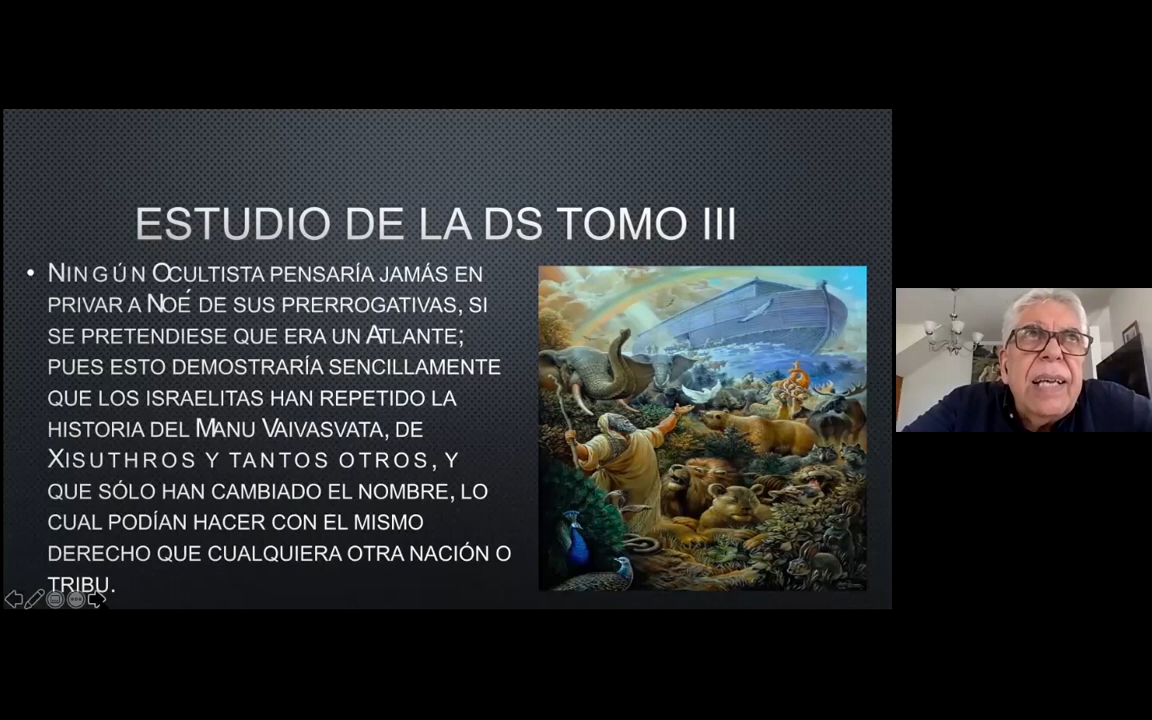 ESTUDIO DE LA DS TOMO III
• NINGÚN OCULTISTA PENSARÍA JAMÁS EN
PRIVAR A NOÉ DE SUS PRERROGATIVAS, SI
SE PRETENDIESE QUE ERA UN ATLANTE;
PUES ESTO DEMOSTRARÍA SENCILLAMENTE
QUE LOS ISRAELITAS HAN REPETIDO LA
HISTORIA DEL MANU VAIVASVATA, DE
XISUTHROS Y TANTOS OTROS, Y
QUE SÓLO HAN CAMBIADO EL NOMBRE, LO
CUAL PODÍAN HACER CON EL MISMO
DERECHO QUE CUALQUIERA OTRA NACIÓN O
TRIBU.